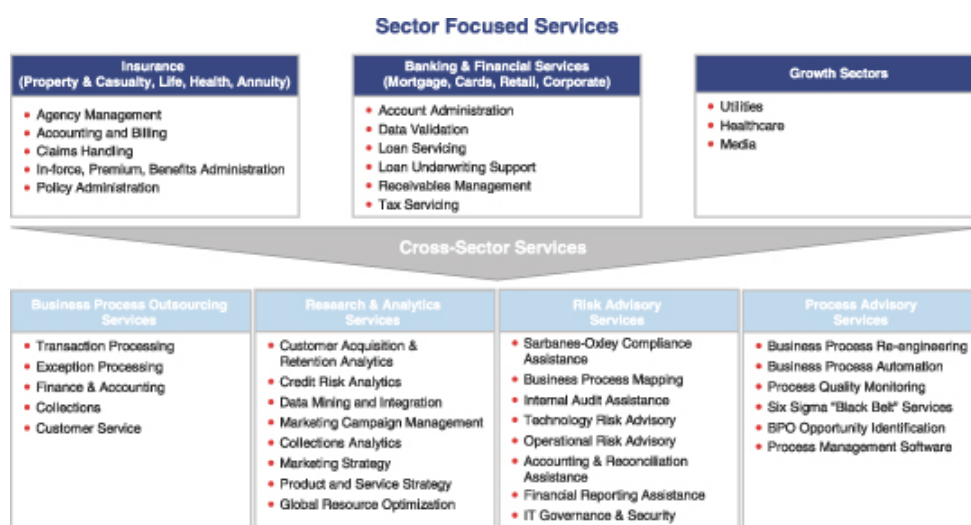 Sector Focused Services
Insurance
(Property & Casualty, Life, Health, Annuity)
• Agency Management
• Accounting and Billing
• Claims Handling
• In-force, Premium, Benefits Administration
• Policy Administration
Banking & Financial Services
(Mortgage, Cards, Retail, Corporate)
• Account Administration
• Data Validation
• Loan Servicing
• Loan Underwriting Support
• Receivables Management
• Tax Servicing
Growth Sectors
• Utilities
• Healthcare
• Media
Cross-Sector Services
Business Process Outsourcing
Services
• Transaction Processing
• Exception Processing
• Finance & Accounting
• Collections
• Customer Service
Research & Analytics
Services
• Customer Acquisition &
Retention Analytics
• Credit Risk Analytics
• Data Mining and Integration
• Marketing Campaign Management
• Collections Analytics
• Marketing Strategy
• Product and Service Strategy
• Global Resource Optimization
Risk Advisory
Services
• Sarbanes-Oxley Compliance
Assistance
• Business Process Mapping
• Internal Audit Assistance
• Technology Risk Advisory
• Operational Risk Advisory
• Accounting & Reconciliation
Assistance
• Financial Reporting Assistance
• IT Governance & Security
Process Advisory
Services
• Business Process Re-engineering
• Business Process Automation
• Process Quality Monitoring
• Six Sigma "Black Belt" Services
• BPO Opportunity Identification
• Process Management Software